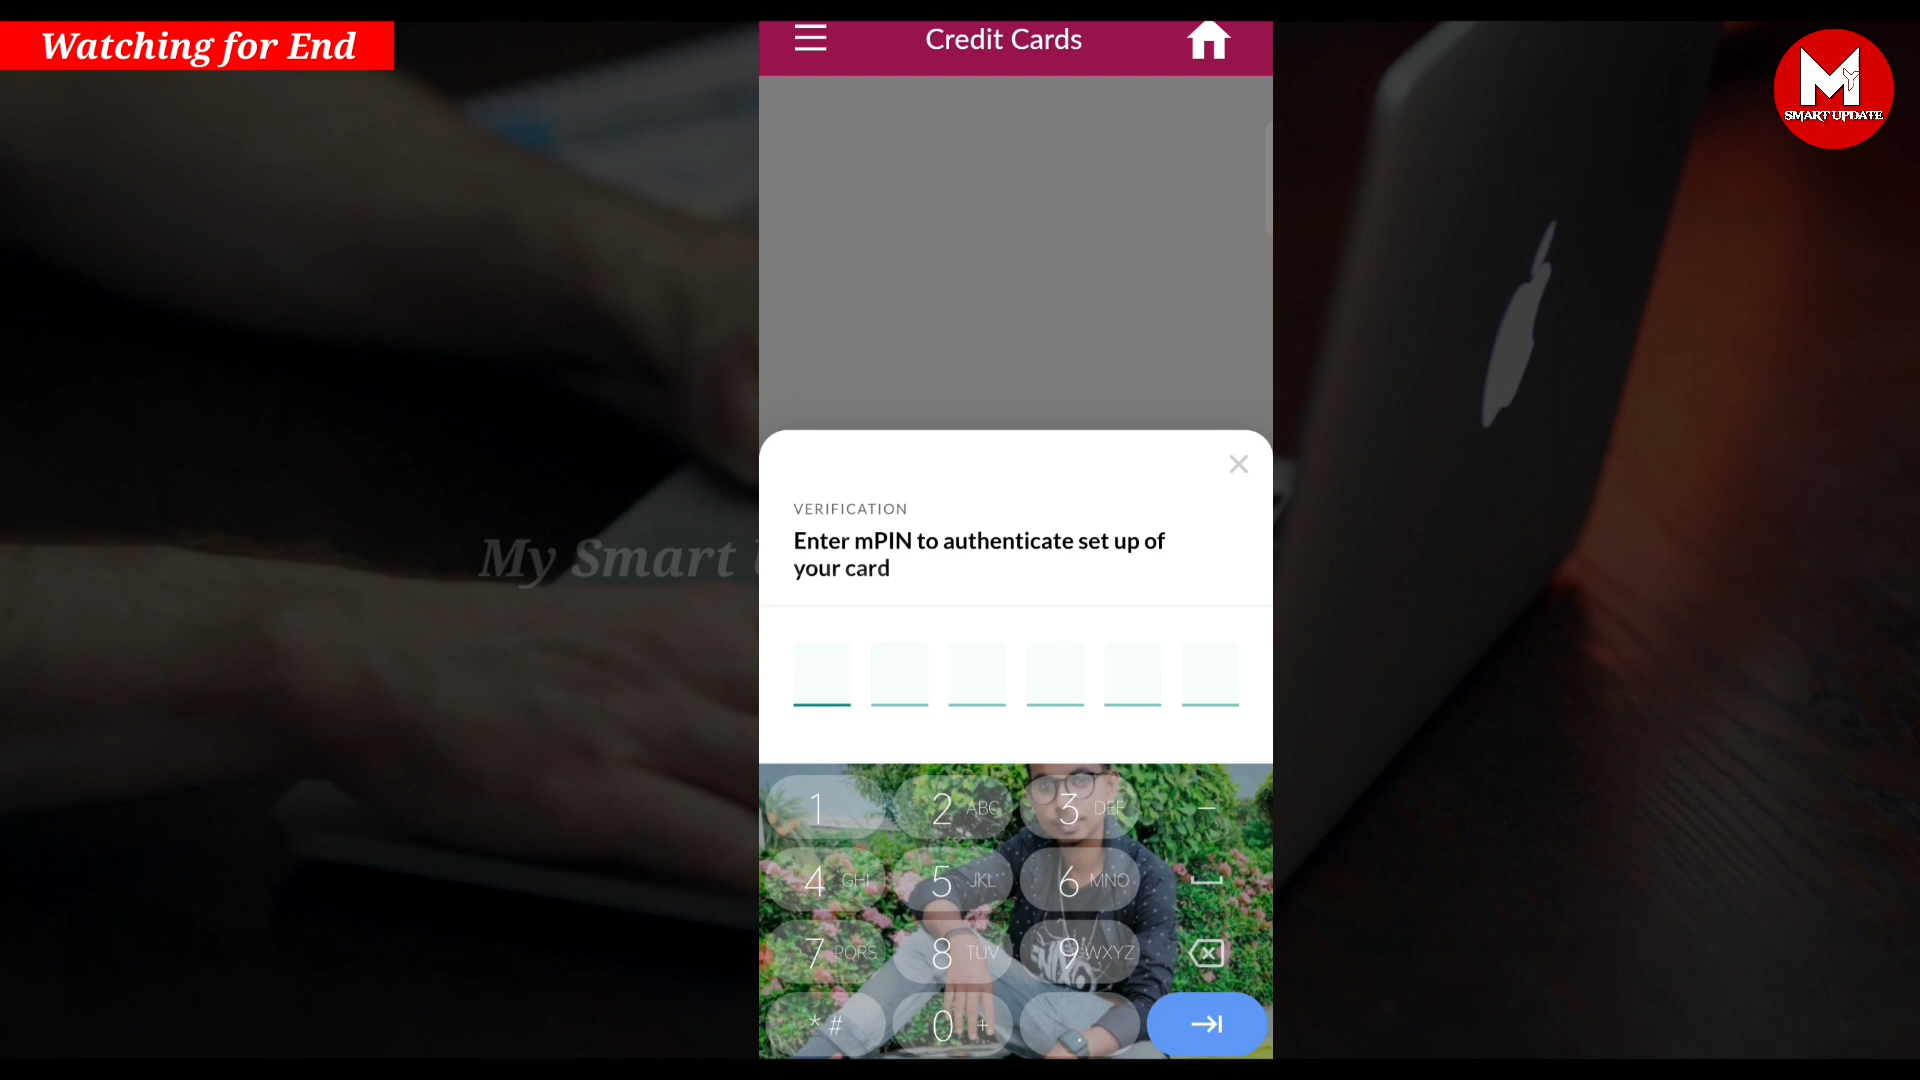 Watching for End
Credit Cards
MY
SMART UPDATE
VERIFICATION
Enter mPIN to authenticate set up of
your card
My Smart
1
2 ABC
3 DEF
4 GHI
5 JKL
6 MNO
7 PQRS
8 TUV
9 WXYZ
* #
0 +